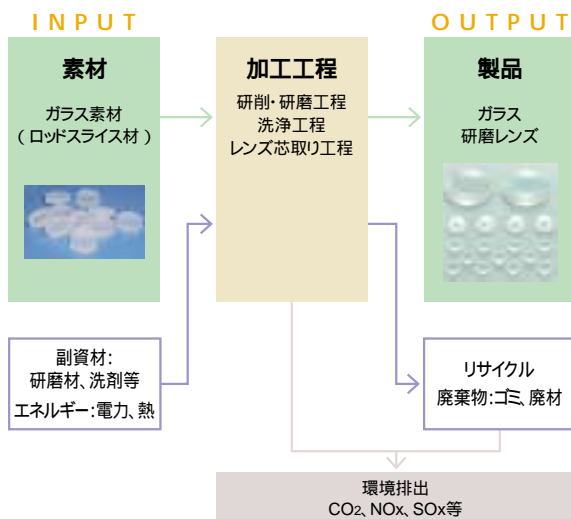 INPUT
素材
ガラス素材
(ロッドスライス材)
副資材:
研磨材、洗剤等
エネルギー:電力、熱
加工工程
研削・研磨工程
洗浄工程
レンズ芯取り工程
OUTPUT
製品
ガラス
研磨レンズ
リサイクル
廃棄物:ゴミ、廃材
環境排出
CO₂、NOx、SOx等